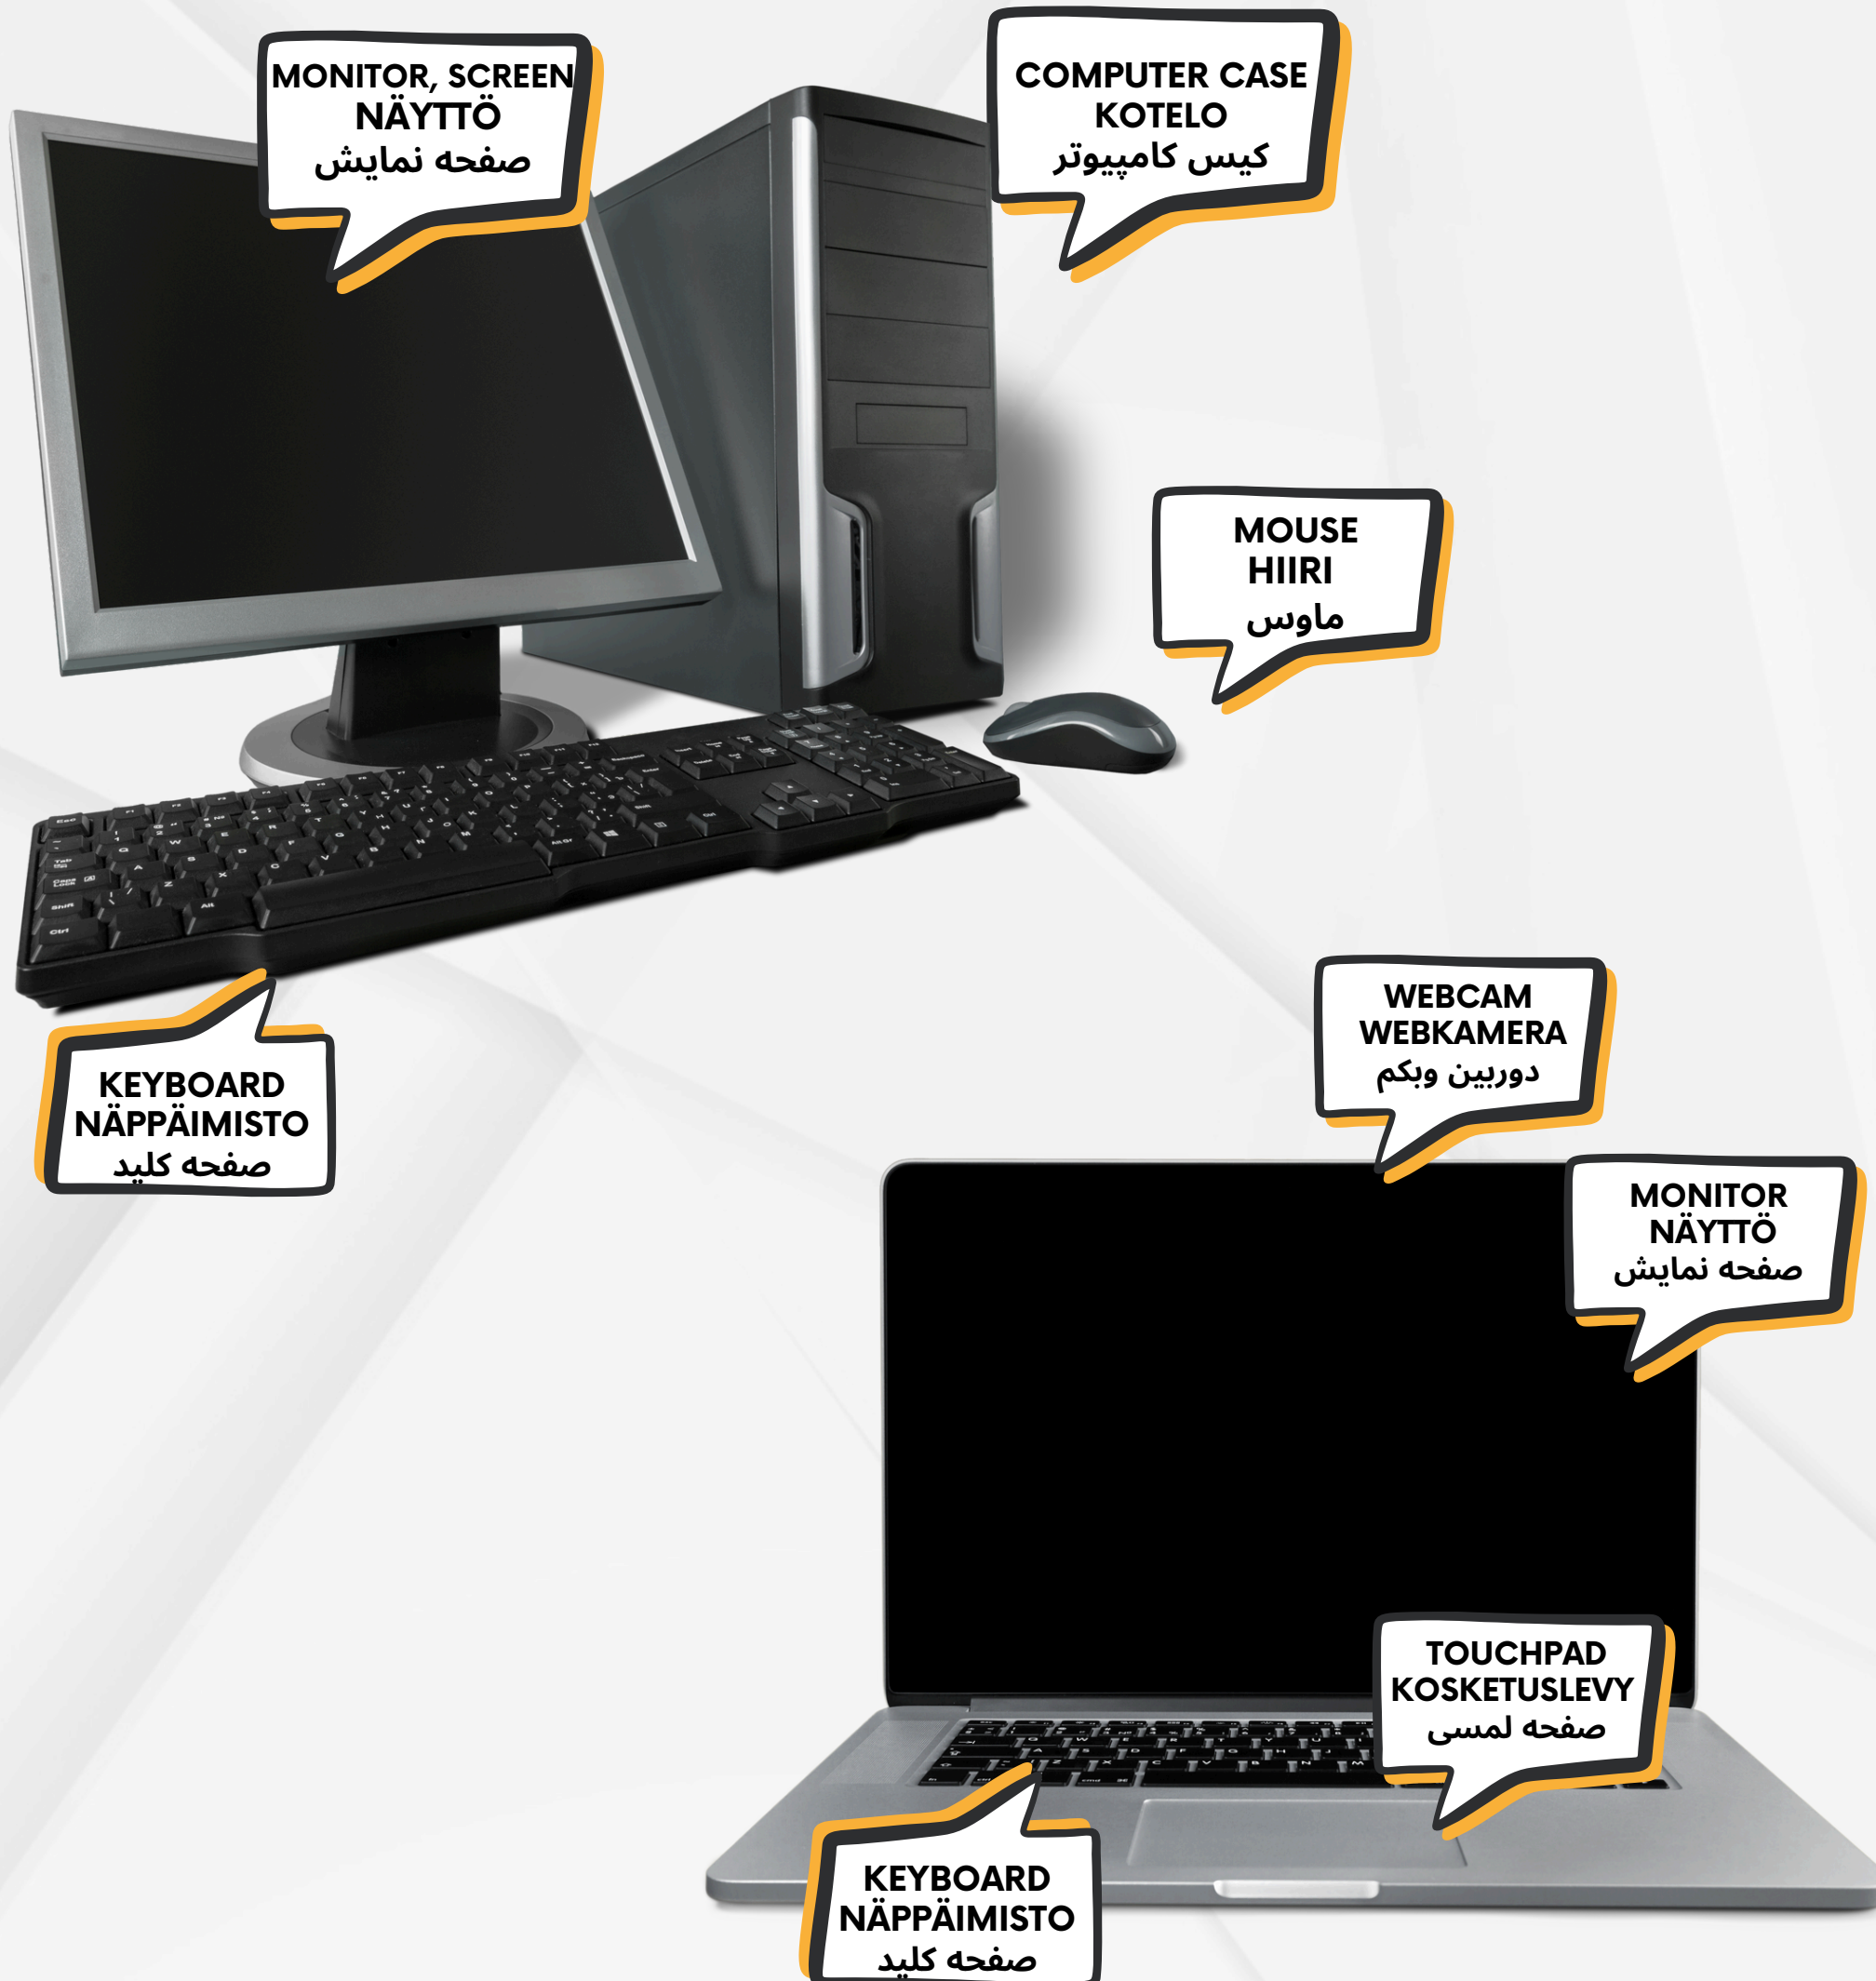 MONITOR, SCREEN
NÄYTTÖ
صفحه نمایش
COMPUTER CASE
KOTELO
کیس کامپیوتر
MOUSE
HIIRI
ماوس
KEYBOARD
NÄPPÄIMISTO
صفحه کلید
WEBCAM
WEBKAMERA
دوربین وبکم
MONITOR
NÄYTTÖ
صفحه نمایش
TOUCHPAD
KOSKETUSLEVY
صفحه لمسی
KEYBOARD
NÄPPÄIMISTO
صفحه کلید